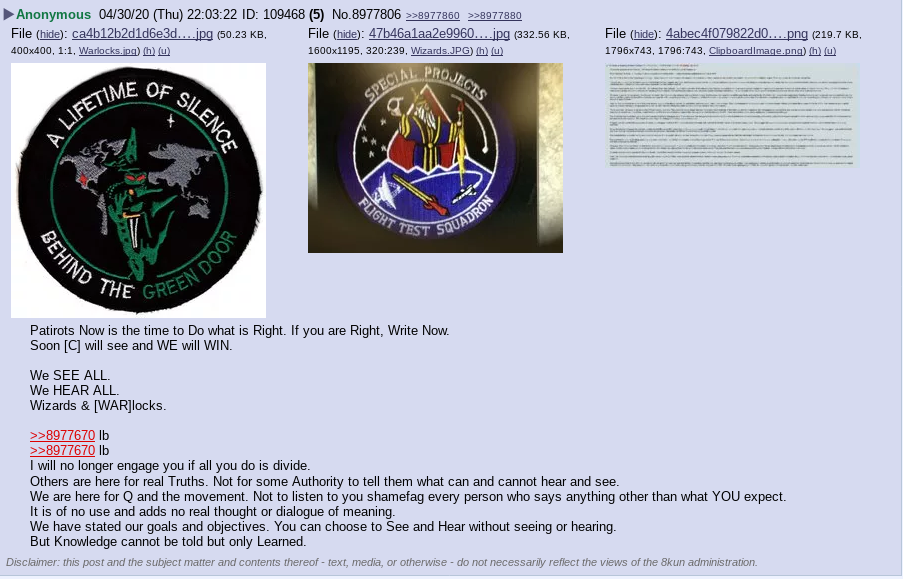 ▶Anonymous 04/30/20 (Thu) 22:03:22 ID: 109468 (5) No.8977806 >>8977860 >>8977880
File (hide): ca4b12b2d1d6e3d….jpg (50.23 KB, 400x400, 1:1, Warlocks.jpg) (h) (u)
File (hide): 47b46a1aa2e9960….jpg (332.56 KB, 1600x1195, 320:239, Wizards.JPG) (h) (u)
File (hide): 4abec4f079822d0….png (219.7 KB, 1796x743, 1796:743, ClipboardImage.png) (h) (u)
A LIFETIME OF SILENCE
BEHIND THE GREEN DOOR
SPECIAL PROJECTS
FLIGHT TEST SQUADRON
Patirots Now is the time to Do what is Right. If you are Right, Write Now.
Soon [C] will see and WE will WIN.
We SEE ALL.
We HEAR ALL.
Wizards & [WAR]locks.
>>8977670 lb
>>8977670 lb
I will no longer engage you if all you do is divide.
Others are here for real Truths. Not for some Authority to tell them what can and cannot hear and see.
We are here for Q and the movement. Not to listen to you shamefag every person who says anything other than what YOU expect.
It is of no use and adds no real thought or dialogue of meaning.
We have stated our goals and objectives. You can choose to See and Hear without seeing or hearing.
But Knowledge cannot be told but only Learned.
Disclaimer: this post and the subject matter and contents thereof - text, media, or otherwise - do not necessarily reflect the views of the 8kun administration.